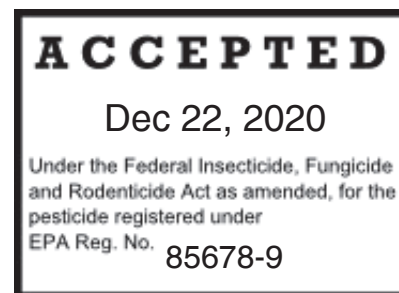 ACCEPTED
Dec 22, 2020
Under the Federal Insecticide, Fungicide
and Rodenticide Act as amended, for the
pesticide registered under
EPA Reg. No. 85678-9